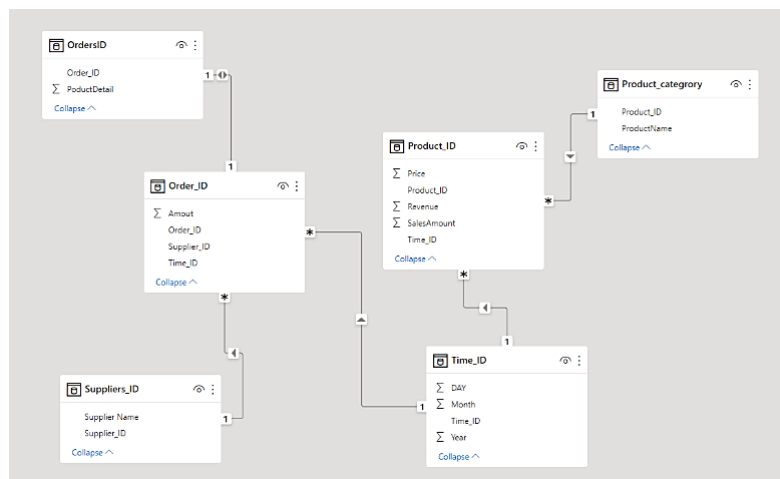 OrdersID
Order_ID
∑ PoductDetail
Collapse
1
1
Product_categrory
Product_ID
ProductName
Collapse
1
*
Product_ID
∑ Price
Product_ID
∑ Revenue
∑ SalesAmount
Time_ID
Collapse
*
1
Order_ID
∑ Amout
Order_ID
Supplier_ID
Time_ID
Collapse
*
*
1
1
Suppliers_ID
Supplier Name
Supplier_ID
Collapse
Time_ID
∑ DAY
∑ Month
Time_ID
∑ Year
Collapse